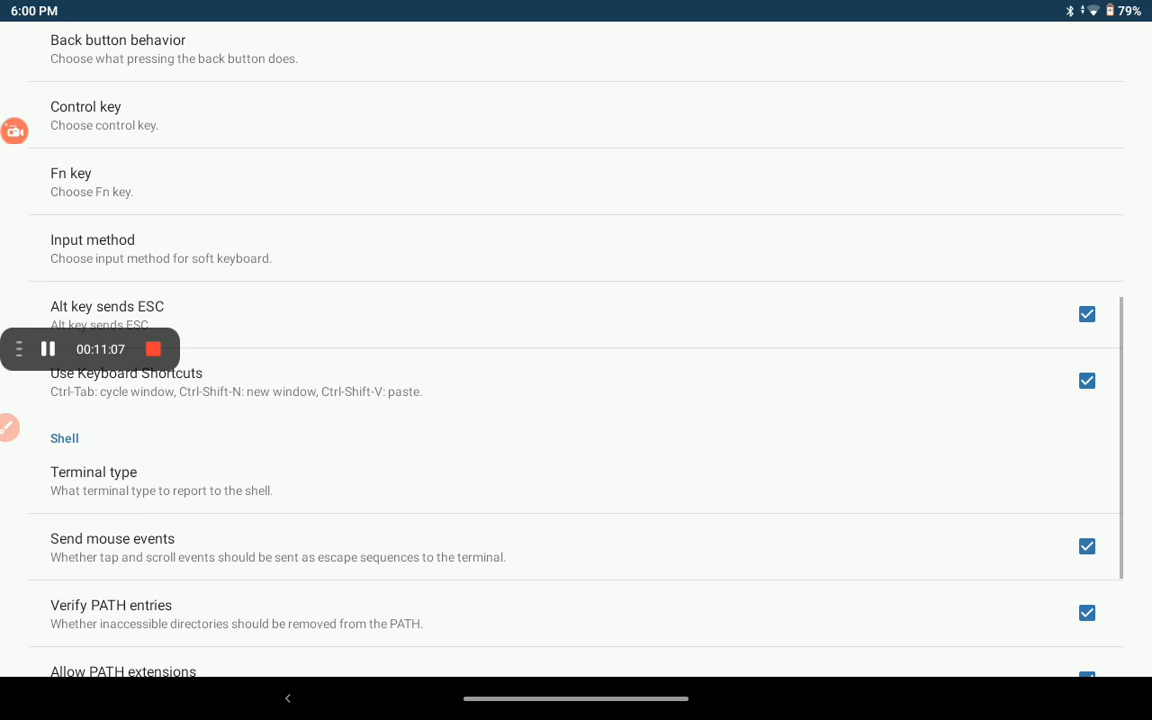 6:00 PM
79%
Back button behavior
Choose what pressing the back button does.
Control key
Choose control key.
Fn key
Choose Fn key.
Input method
Choose input method for soft keyboard.
Alt key sends ESC
Alt key sends ESC
00:11:07
Use Keyboard Shortcuts
Ctrl-Tab: cycle window, Ctrl-Shift-N: new window, Ctrl-Shift-V: paste.
Shell
Terminal type
What terminal type to report to the shell.
Send mouse events
Whether tap and scroll events should be sent as escape sequences to the terminal.
Verify PATH entries
Whether inaccessible directories should be removed from the PATH.
Allow PATH extensions